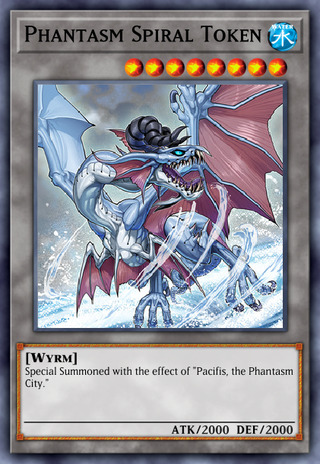 Phantasm Spiral Token
WATER
水
[Wyrm]
Special Summoned with the effect of "Pacifis, the Phantasm
City."
ATK/2000 DEF/2000